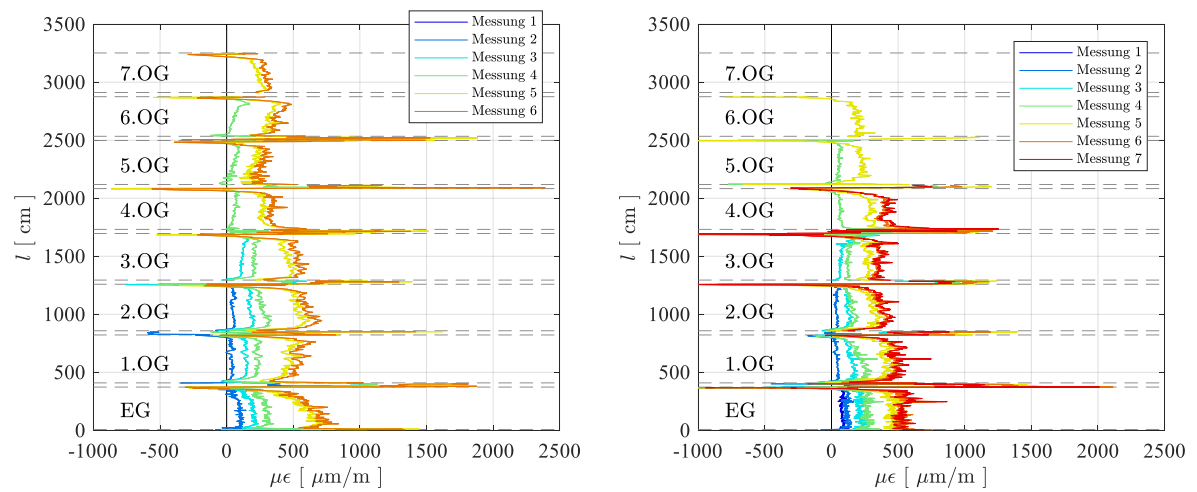 Messung 1
Messung 2
Messung 3
Messung 4
Messung 5
Messung 6
3500
3000
2500
2000
1500
1000
500
0
l [ cm ]
7.OG
6.OG
5.OG
4.OG
3.OG
2.OG
1.OG
EG
-1000 -500 0 500 1000 1500 2000 2500
με [ μm/m ]
Messung 1
Messung 2
Messung 3
Messung 4
Messung 5
Messung 6
Messung 7
3500
3000
2500
2000
1500
1000
500
0
l [ cm ]
7.OG
6.OG
5.OG
4.OG
3.OG
2.OG
1.OG
EG
-1000 -500 0 500 1000 1500 2000 2500
με [ μm/m ]